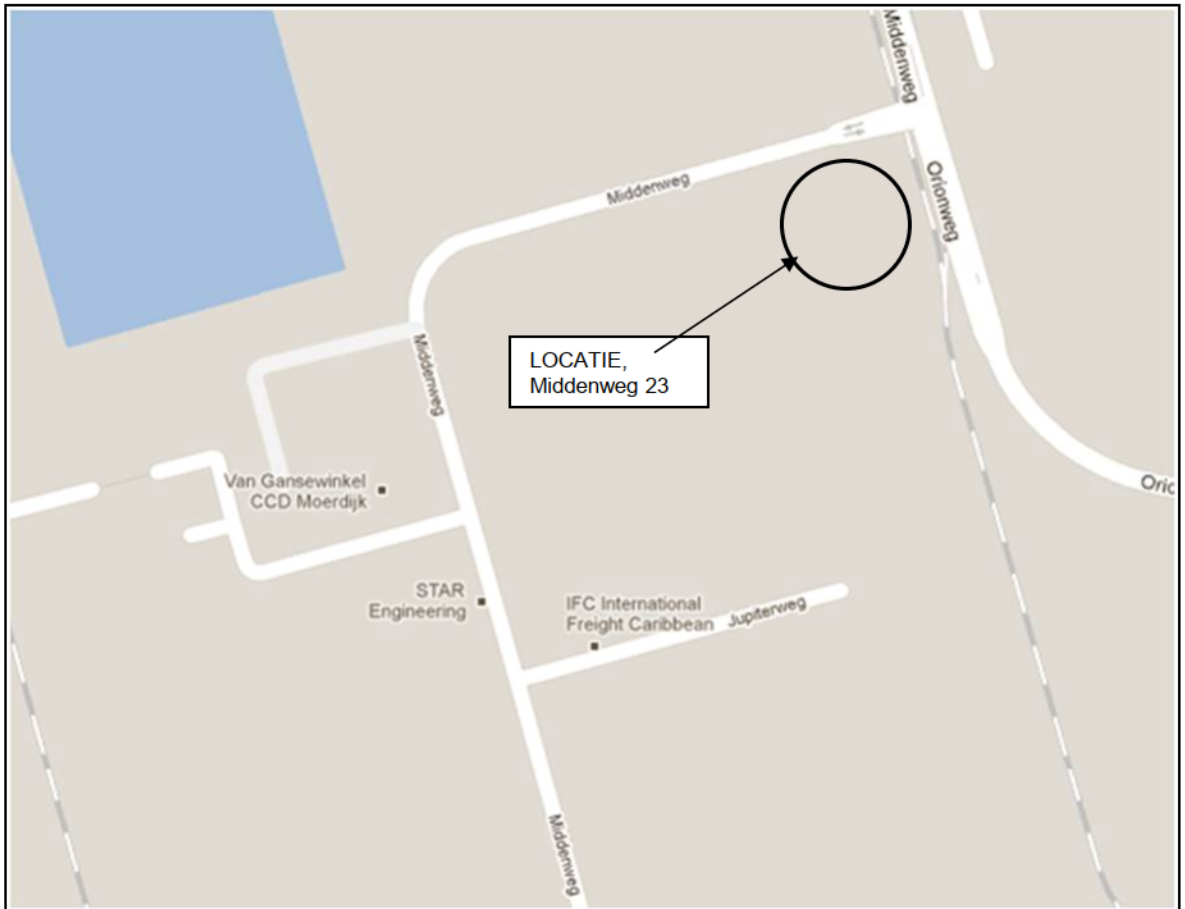 Middenweg
Orionweg
Middenweg
LOCATIE,
Middenweg 23
Middenweg
Van Gansewinkel
CCD Moerdijk
Oric
STAR
Engineering
IFC International
Freight Caribbean
Jupiterweg
Middenweg